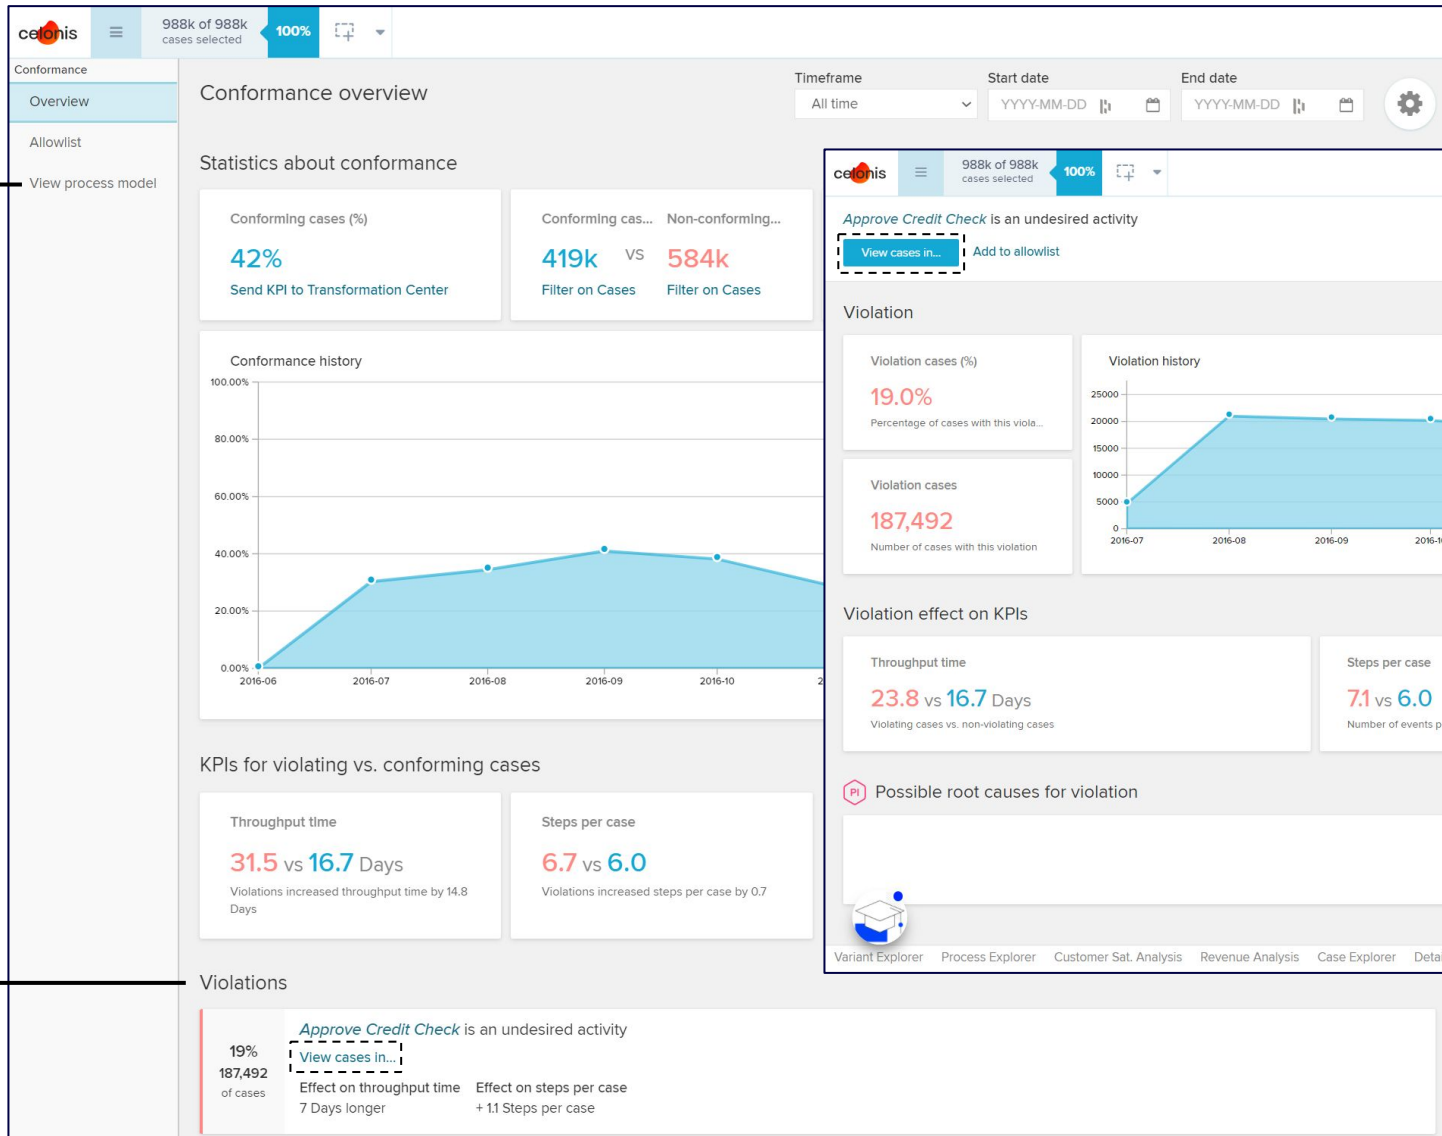 celonis
988k of 988k
cases selected
100%
Conformance
Overview
Allowlist
View process model
Conformance overview
Timeframe
All time
Start date
YYYY-MM-DD
End date
YYYY-MM-DD
Statistics about conformance
Conforming cases (%)
42%
Send KPI to Transformation Center
Conforming cas... Non-conforming...
419k vs 584k
Filter on Cases Filter on Cases
Conformance history
100.00%
80.00%
60.00%
40.00%
20.00%
0.00%
2016-06 2016-07 2016-08 2016-09 2016-10 2
KPIs for violating vs. conforming cases
Throughput time
31.5 vs 16.7 Days
Violations increased throughput time by 14.8
Days
Steps per case
6.7 vs 6.0
Violations increased steps per case by 0.7
Violations
19%
187,492
of cases
Approve Credit Check is an undesired activity
View cases in...
Effect on throughput time Effect on steps per case
7 Days longer + 1.1 Steps per case
celonis
988k of 988k
cases selected
100%
Approve Credit Check is an undesired activity
View cases in... Add to allowlist
Violation
Violation cases (%)
19.0%
Percentage of cases with this viola...
Violation cases
187,492
Number of cases with this violation
Violation history
25000
20000
15000
10000
5000
0
2016-07 2016-08 2016-09 2016-1
Violation effect on KPIs
Throughput time
23.8 vs 16.7 Days
Violating cases vs. non-violating cases
Steps per case
7.1 vs 6.0
Number of events p
PI Possible root causes for violation
Variant Explorer Process Explorer Customer Sat. Analysis Revenue Analysis Case Explorer Detai